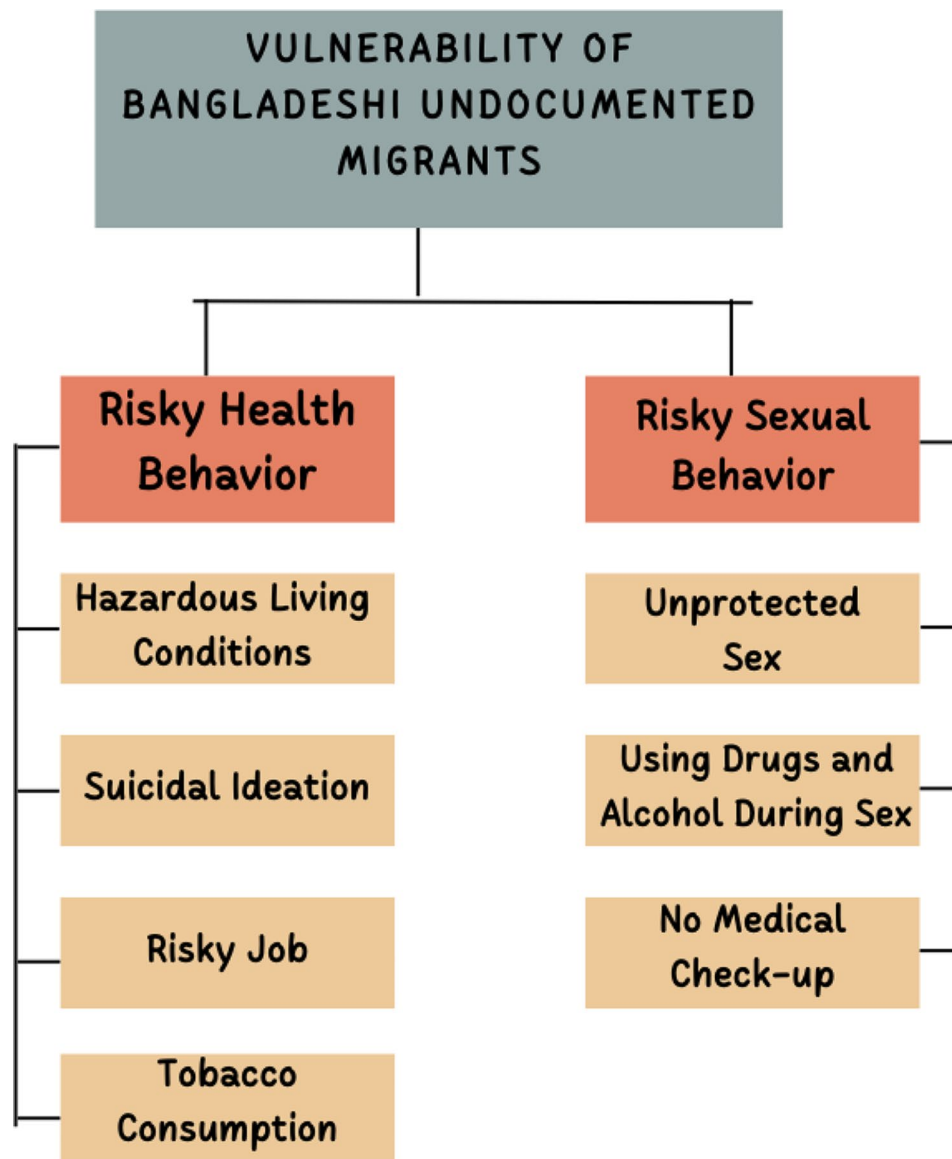 VULNERABILITY OF
BANGLADESHI UNDOCUMENTED
MIGRANTS
Risky Health
Behavior
Hazardous Living
Conditions
Suicidal Ideation
Risky Job
Tobacco
Consumption
Risky Sexual
Behavior
Unprotected
Sex
Using Drugs and
Alcohol During Sex
No Medical
Check-up